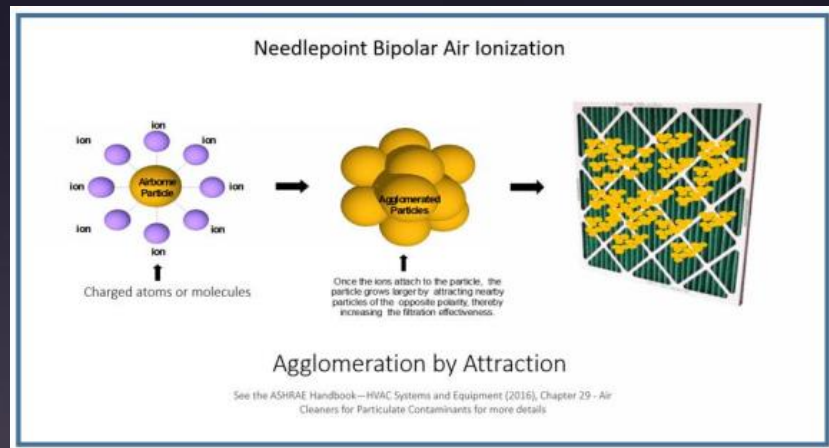 Needlepoint Bipolar Air Ionization
ion
ion
ion
ion
ion
ion
ion
ion
Airborne
Particle
Agglomerated
Particles
Charged atoms or molecules
Once the ions attach to the particle, the
particle grows larger by attracting nearby
particles of the opposite polarity, thereby
increasing the filtration effectiveness.
Agglomeration by Attraction
See the ASHRAE Handbook—HVAC Systems and Equipment (2016), Chapter 29 - Air
Cleaners for Particulate Contaminants for more details